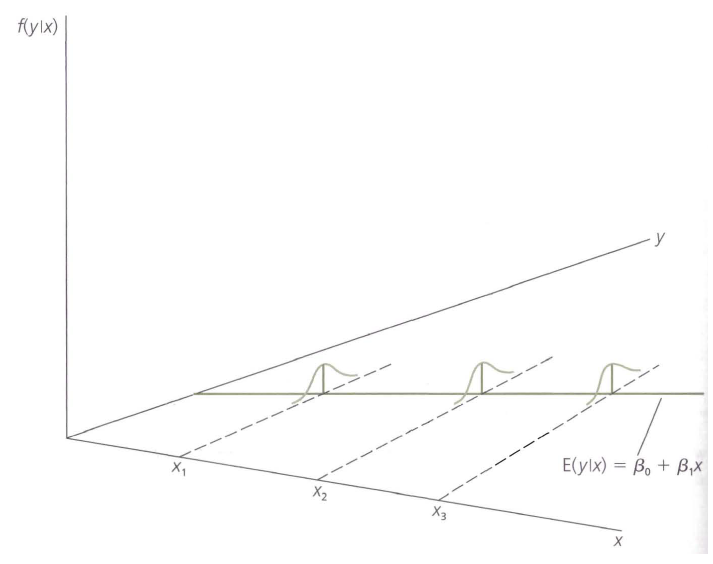 f(y|x)
y
x₁
E(y|x) = β₀ + β₁x
x₂
x₃
x